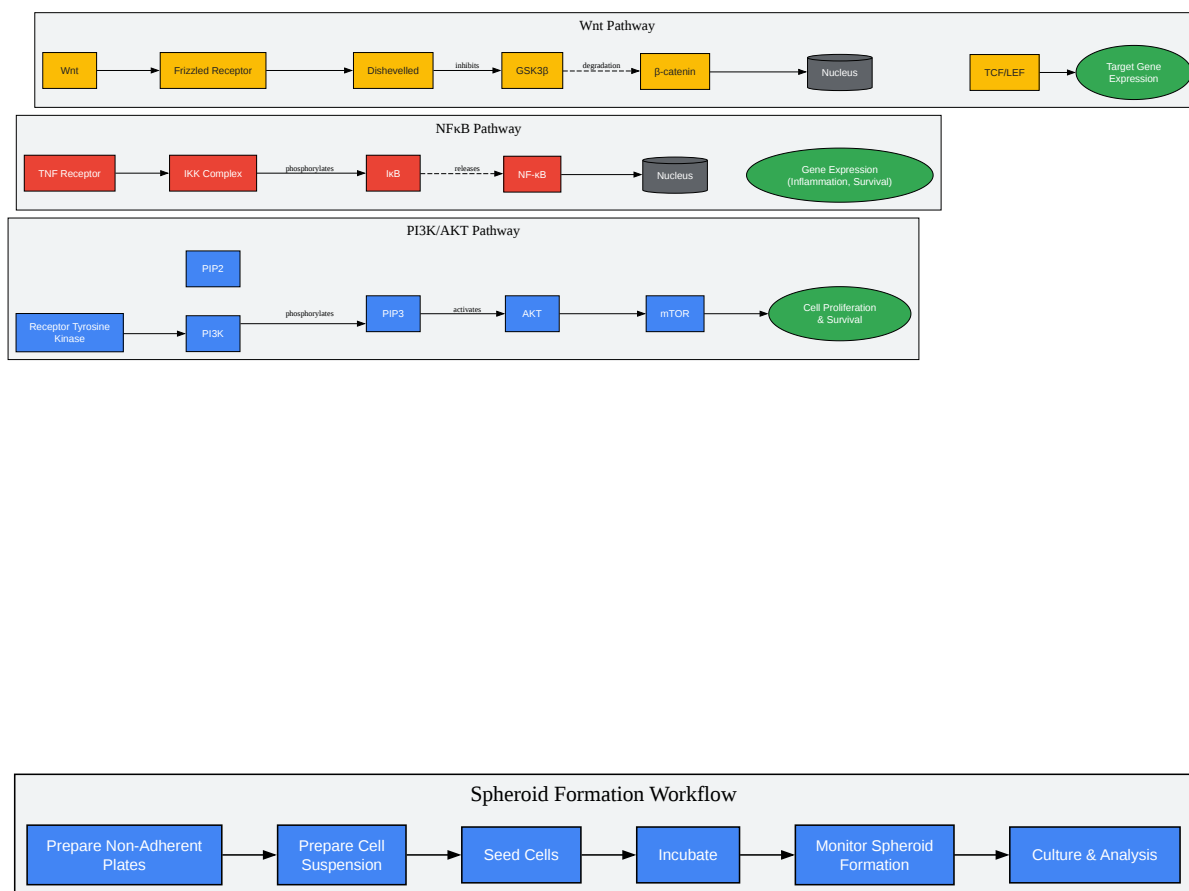 Wnt Pathway
Wnt
Frizzled Receptor
Dishevelled
inhibits
GSK3β
degradation
β-catenin
Nucleus
TCF/LEF
Target Gene
Expression
NFκB Pathway
TNF Receptor
IKK Complex
phosphorylates
IκB
releases
NF-κB
Nucleus
Gene Expression
(Inflammation, Survival)
PI3K/AKT Pathway
PIP2
Receptor Tyrosine
Kinase
PI3K
phosphorylates
PIP3
activates
AKT
mTOR
Cell Proliferation
& Survival
Spheroid Formation Workflow
Prepare Non-Adherent
Plates
Prepare Cell
Suspension
Seed Cells
Incubate
Monitor Spheroid
Formation
Culture & Analysis